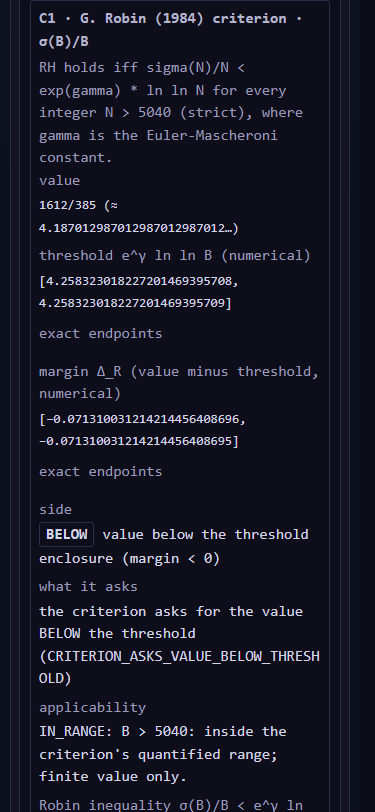 C1 · G. Robin (1984) criterion ·
σ(B)/B
RH holds iff sigma(N)/N <
exp(gamma) * ln ln N for every
integer N > 5040 (strict), where
gamma is the Euler-Mascheroni
constant.
value
1612/385 (≈
4.187012987012987012987012…)
threshold e^γ ln ln B (numerical)
[4.258323018227201469395708,
4.258323018227201469395709]
exact endpoints
margin Δ_R (value minus threshold,
numerical)
[−0.071310031214214456408696,
−0.071310031214214456408695]
exact endpoints
side
BELOW value below the threshold
enclosure (margin < 0)
what it asks
the criterion asks for the value
BELOW the threshold
(CRITERION_ASKS_VALUE_BELOW_THRESH
OLD)
applicability
IN_RANGE: B > 5040: inside the
criterion's quantified range;
finite value only.
Robin inequality σ(B)/B < e^γ ln